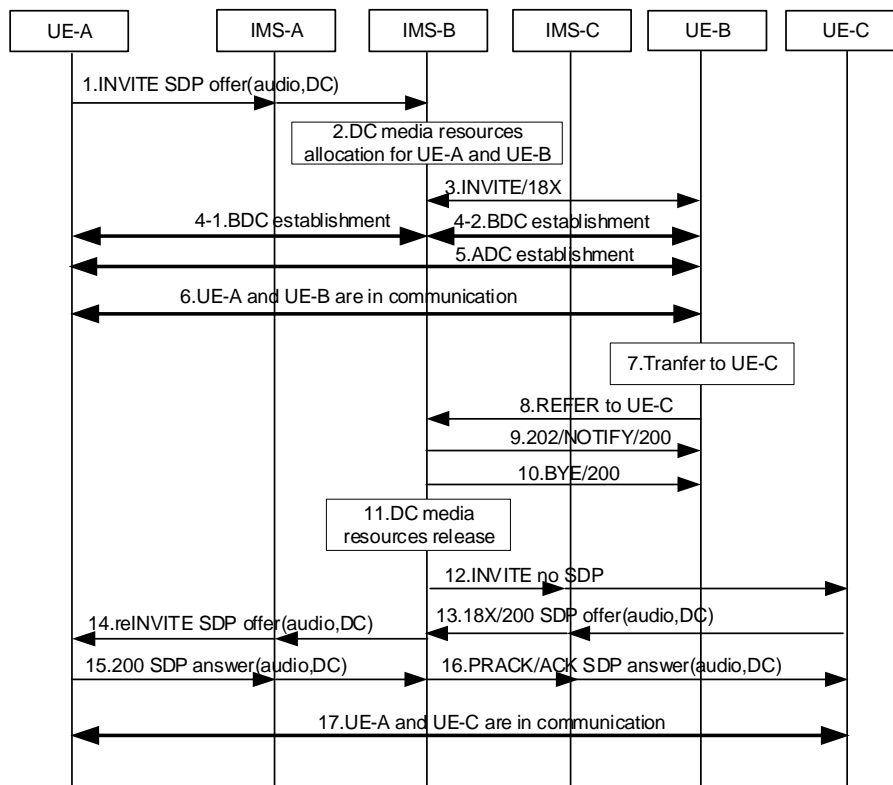 UE-A IMS-A IMS-B IMS-C UE-B UE-C
1.INVITE SDP offer(audio,DC)
2.DC media resources
allocation for UE-A and UE-B
3.INVITE/18X
4-1.BDC establishment
4-2.BDC establishment
5.ADC establishment
6.UE-A and UE-B are in communication
7.Tranfer to UE-C
8.REFER to UE-C
9.202/NOTIFY/200
10.BYE/200
11.DC media
resources release
12.INVITE no SDP
13.18X/200 SDP offer(audio,DC)
14.reINVITE SDP offer(audio,DC)
15.200 SDP answer(audio,DC)
16.PRACK/ACK SDP answer(audio,DC)
17.UE-A and UE-C are in communication